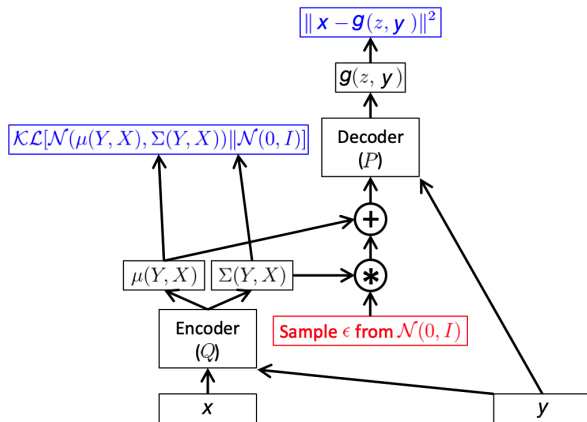 ‖ x − g(z, y)‖²
g(z, y)
𝒦ℒ[𝒩(μ(Y, X), Σ(Y, X))‖𝒩(0, I)]
Decoder
(P)
+
μ(Y, X)
Σ(Y, X)
*
Encoder
(Q)
Sample ϵ from 𝒩(0, I)
x
y